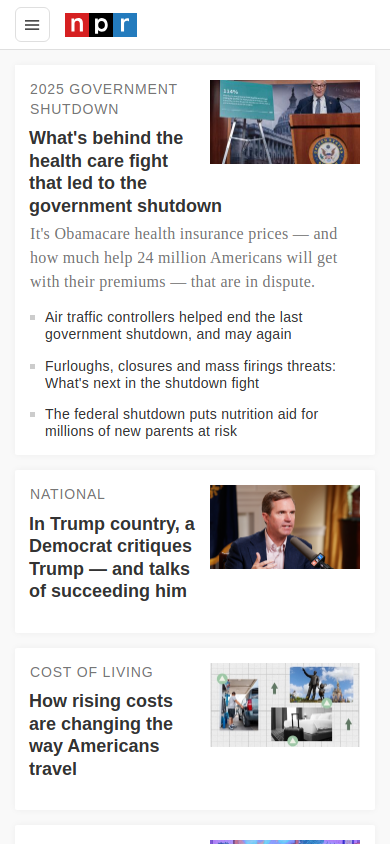 npr
2025 GOVERNMENT
SHUTDOWN
What's behind the
health care fight
that led to the
government shutdown
It's Obamacare health insurance prices — and
how much help 24 million Americans will get
with their premiums — that are in dispute.
Air traffic controllers helped end the last
government shutdown, and may again
Furloughs, closures and mass firings threats:
What's next in the shutdown fight
The federal shutdown puts nutrition aid for
millions of new parents at risk
NATIONAL
In Trump country, a
Democrat critiques
Trump — and talks
of succeeding him
COST OF LIVING
How rising costs
are changing the
way Americans
travel